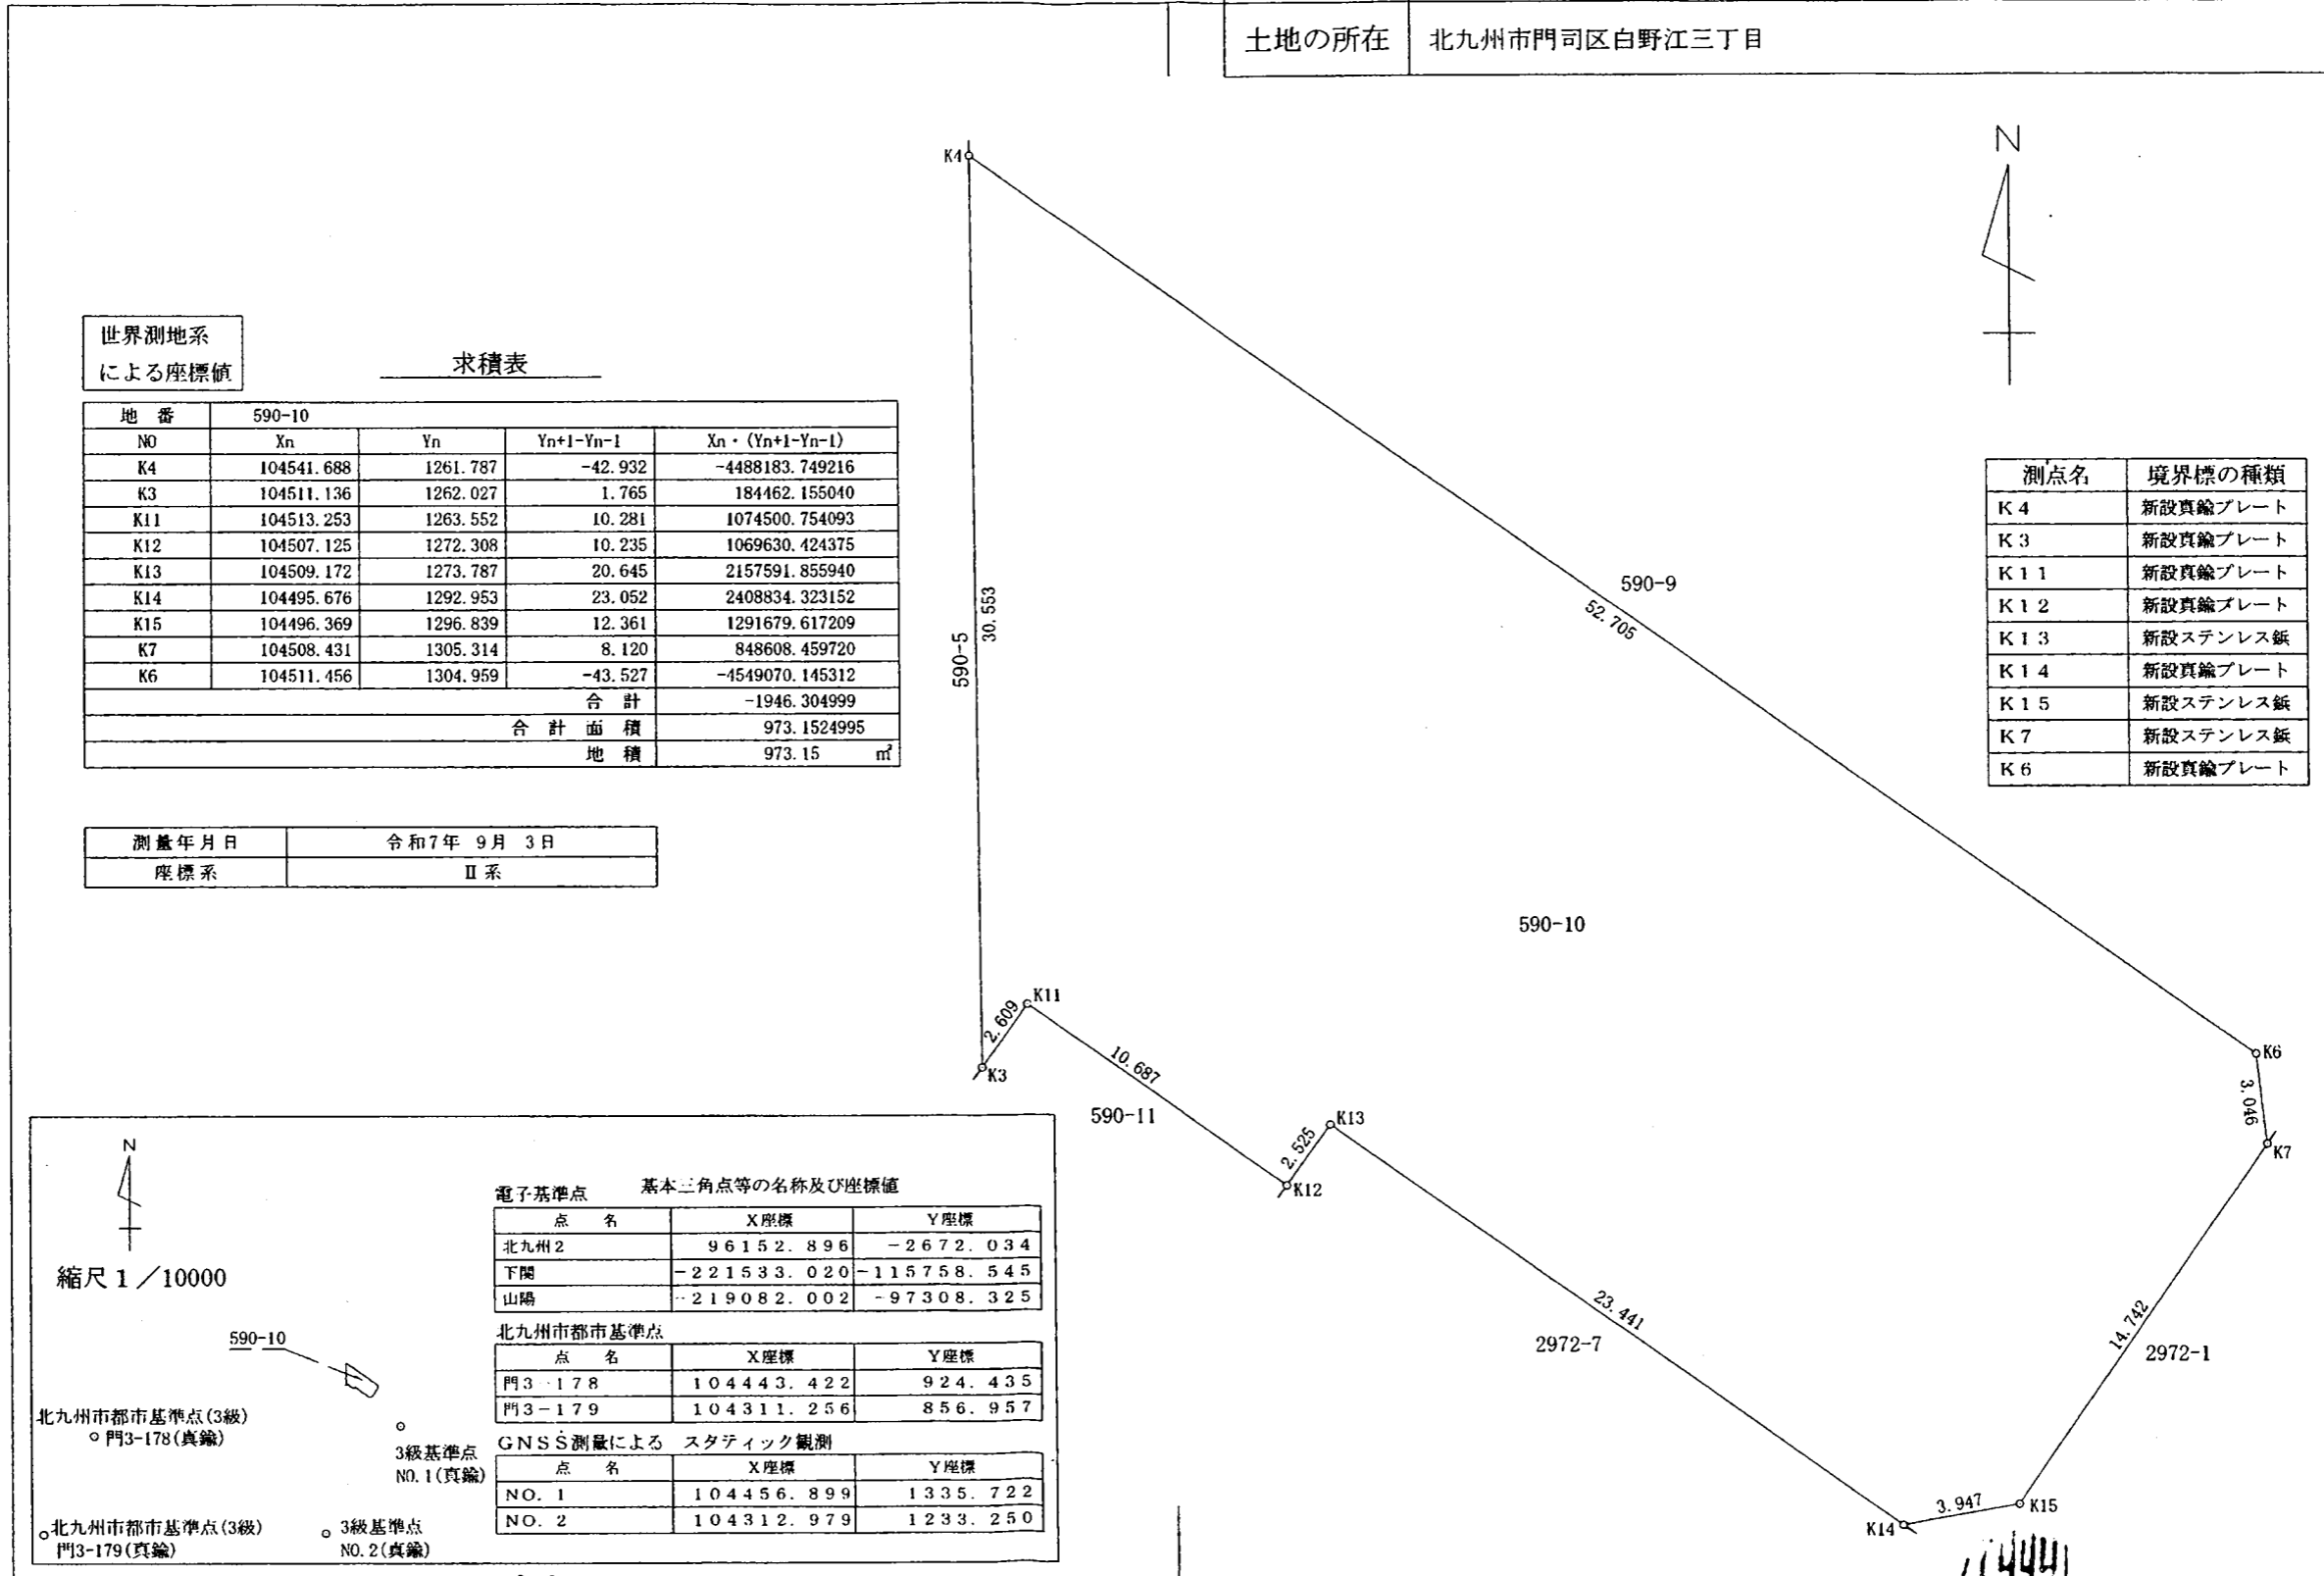 土地の所在 北九州市門司区白野江三丁目
N
K4
世界測地系
による座標値
求積表
地 番 590-10
NO Xn Yn Yn+1-Yn-1 Xn・(Yn+1-Yn-1)
K4 104541.688 1261.787 -42.932 -4488183.749216
K3 104511.136 1262.027 1.765 184462.155040
K11 104513.253 1263.552 10.281 1074500.754093
K12 104507.125 1272.308 10.235 1069630.424375
K13 104509.172 1273.787 20.645 2157591.855940
K14 104495.676 1292.953 23.052 2408834.323152
K15 104496.369 1296.839 12.361 1291679.617209
K7 104508.431 1305.314 8.120 848608.459720
K6 104511.456 1304.959 -43.527 -4549070.145312
合 計 -1946.304999
合 計 面 積 973.1524995
地 積 973.15 ㎡
測点名 境界標の種類
K4 新設真鍮プレート
K3 新設真鍮プレート
K11 新設真鍮プレート
K12 新設真鍮プレート
K13 新設ステンレス鋲
K14 新設真鍮プレート
K15 新設ステンレス鋲
K7 新設ステンレス鋲
K6 新設真鍮プレート
測量年月日 令和7年 9月 3日
座標系 Ⅱ系
590-5
30.553
590-9
52.705
590-10
K11
2.609
K3
10.687
590-11
K13
2.525
K12
K6
3.046
K7
23.441
2972-7
14.742
2972-1
3.947
K15
K14
N
縮尺1/10000
590-10
北九州市都市基準点(3級)
門3-178(真鍮)
3級基準点
NO.1(真鍮)
北九州市都市基準点(3級)
門3-179(真鍮)
3級基準点
NO.2(真鍮)
電子基準点 基本三角点等の名称及び座標値
点 名 X座標 Y座標
北九州2 96152.896 -2672.034
下関 -221533.020 -115758.545
山陽 -219082.002 -97308.325
北九州市都市基準点
点 名 X座標 Y座標
門3-178 104443.422 924.435
門3-179 104311.256 856.957
GNSS測量による スタティック観測
点 名 X座標 Y座標
NO.1 104456.899 1335.722
NO.2 104312.979 1233.250